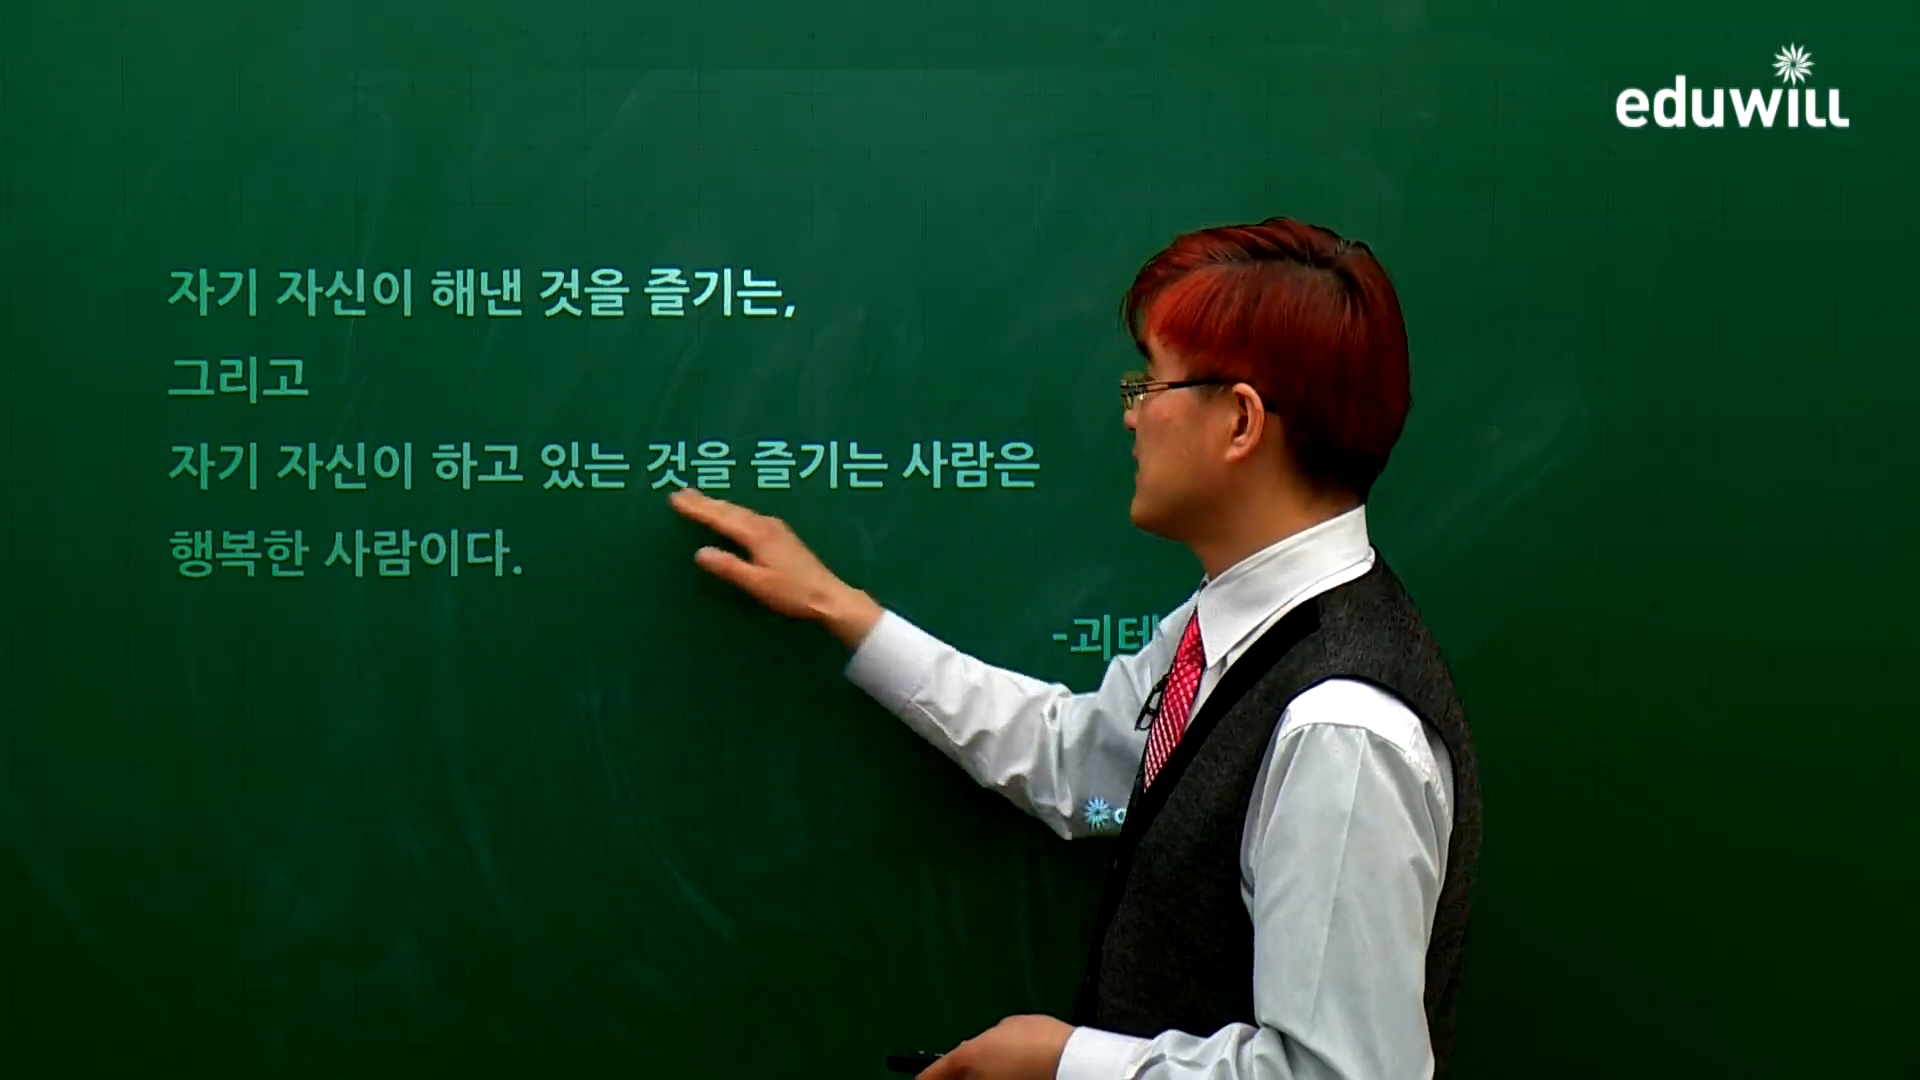 eduwill
자기 자신이 해낸 것을 즐기는,
그리고
자기 자신이 하고 있는 것을 즐기는 사람은
행복한 사람이다.
-괴테